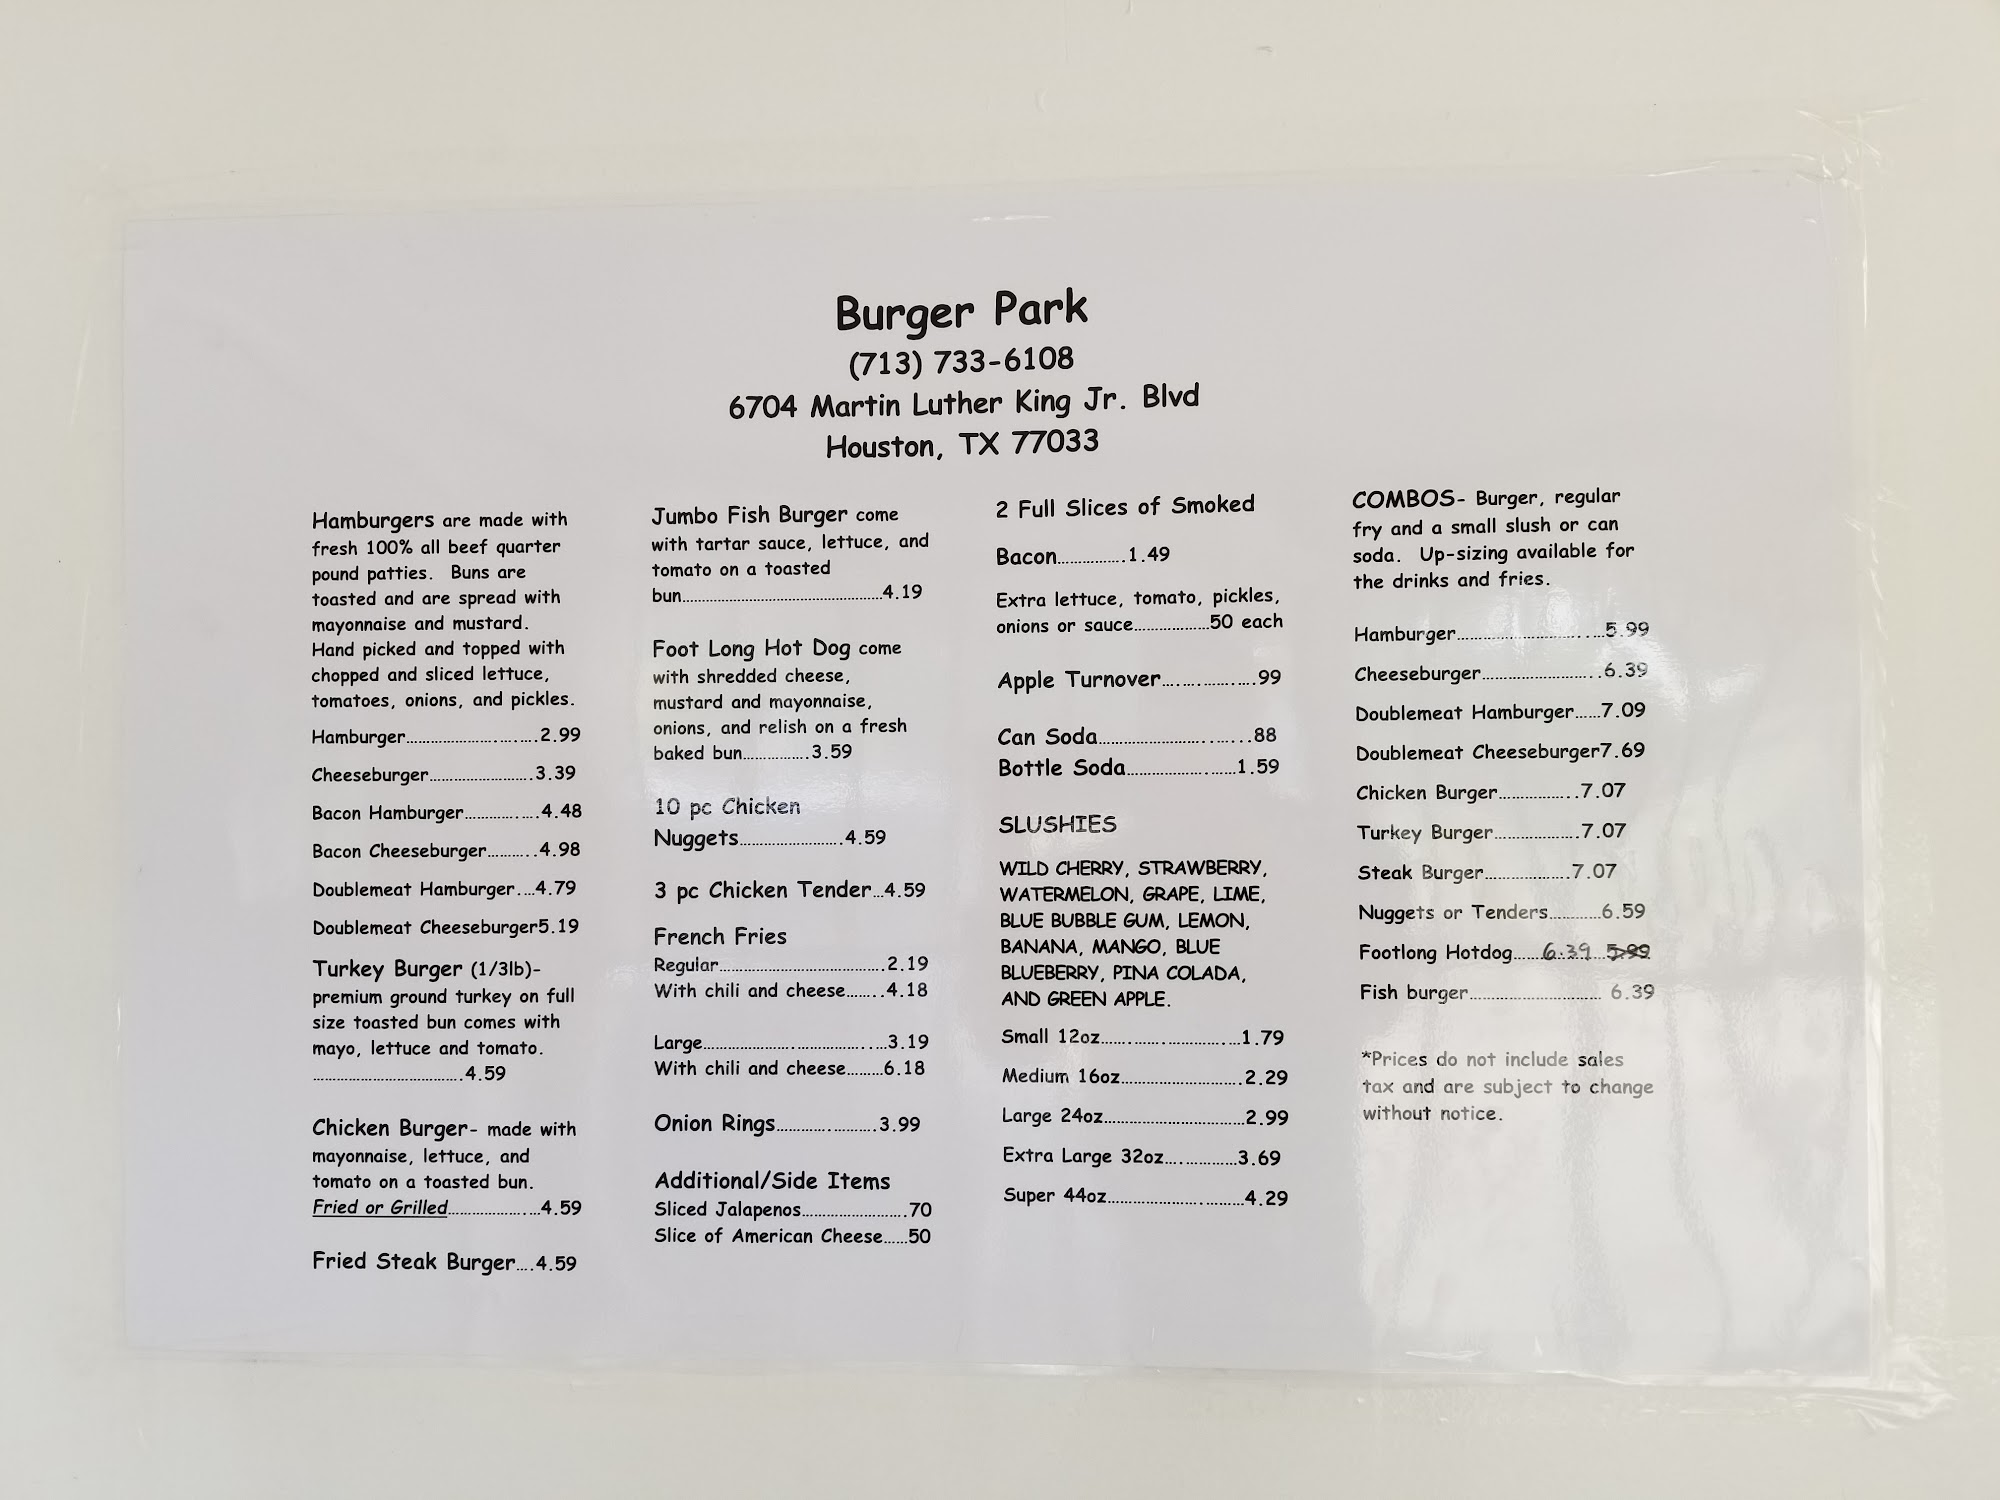 Burger Park
(713) 733-6108
6704 Martin Luther King Jr. Blvd
Houston, TX 77033
Hamburgers are made with
fresh 100% all beef quarter
pound patties. Buns are
toasted and are spread with
mayonnaise and mustard.
Hand picked and topped with
chopped and sliced lettuce,
tomatoes, onions, and pickles.
Hamburger..........................2.99
Cheeseburger..........................3.39
Bacon Hamburger..................4.48
Bacon Cheeseburger............4.98
Doublemeat Hamburger....4.79
Doublemeat Cheeseburger5.19
Turkey Burger (1/3lb)-
premium ground turkey on full
size toasted bun comes with
mayo, lettuce and tomato.
......................................4.59
Chicken Burger- made with
mayonnaise, lettuce, and
tomato on a toasted bun.
Fried or Grilled......................4.59
Fried Steak Burger....4.59
Jumbo Fish Burger come
with tartar sauce, lettuce, and
tomato on a toasted
bun..................................................4.19
Foot Long Hot Dog come
with shredded cheese,
mustard and mayonnaise,
onions, and relish on a fresh
baked bun.................3.59
10 pc Chicken
Nuggets..........................4.59
3 pc Chicken Tender...4.59
French Fries
Regular..........................................2.19
With chili and cheese........4.18
Large..............................................3.19
With chili and cheese.........6.18
Onion Rings.........................3.99
Additional/Side Items
Sliced Jalapenos..........................70
Slice of American Cheese......50
2 Full Slices of Smoked
Bacon.................1.49
Extra lettuce, tomato, pickles,
onions or sauce...................50 each
Apple Turnover.......................99
Can Soda.....................................88
Bottle Soda...........................1.59
SLUSHIES
WILD CHERRY, STRAWBERRY,
WATERMELON, GRAPE, LIME,
BLUE BUBBLE GUM, LEMON,
BANANA, MANGO, BLUE
BLUEBERRY, PINA COLADA,
AND GREEN APPLE.
Small 12oz...................................1.79
Medium 16oz...............................2.29
Large 24oz...................................2.99
Extra Large 32oz..................3.69
Super 44oz..................................4.29
COMBOS- Burger, regular
fry and a small slush or can
soda. Up-sizing available for
the drinks and fries.
Hamburger.....................................5.99
Cheeseburger..............................6.39
Doublemeat Hamburger......7.09
Doublemeat Cheeseburger7.69
Chicken Burger....................7.07
Turkey Burger.....................7.07
Steak Burger.....................7.07
Nuggets or Tenders.............6.59
Footlong Hotdog.......6.39...5.99
Fish burger................................. 6.39
*Prices do not include sales
tax and are subject to change
without notice.